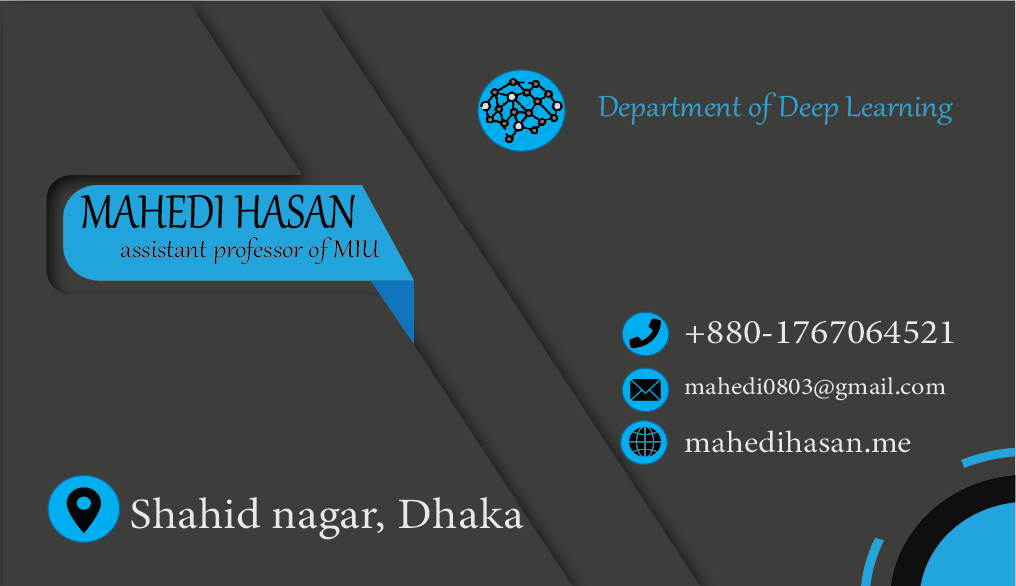 Department of Deep Learning
MAHEDI HASAN
assistant professor of MIU
+880-1767064521
mahedi0803@gmail.com
mahedihasan.me
Shahid nagar, Dhaka